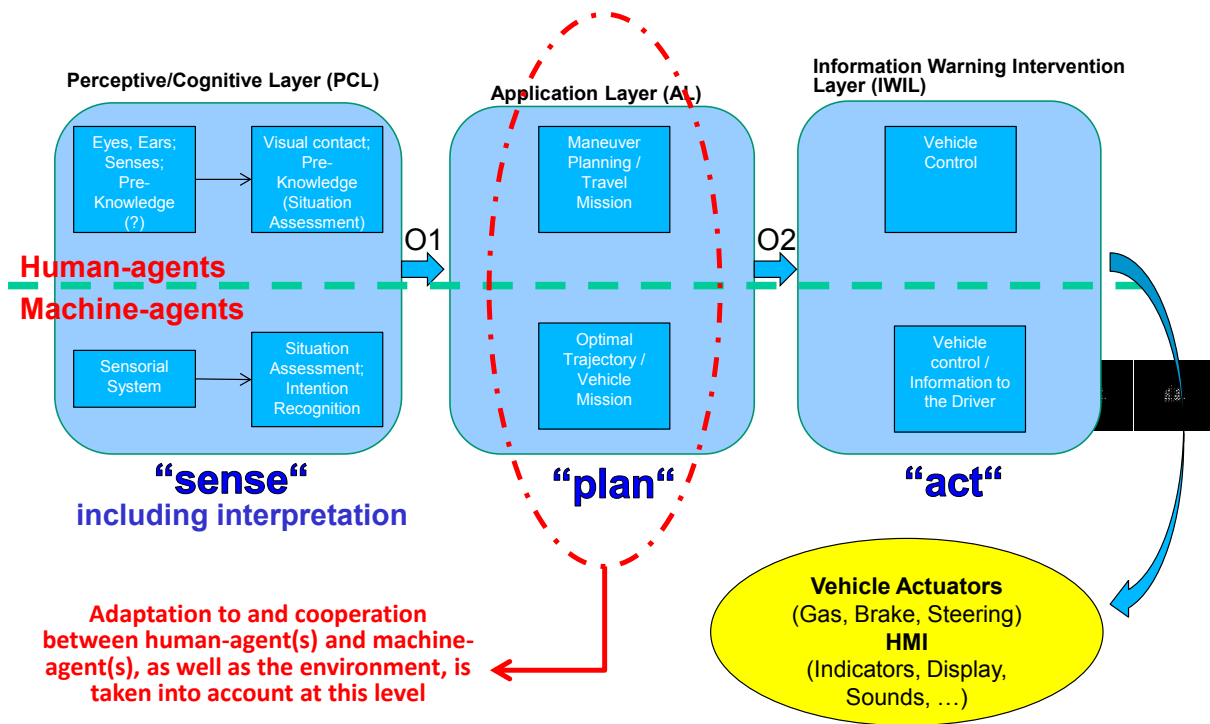 Perceptive/Cognitive Layer (PCL)
Eyes, Ears;
Senses;
Pre-
Knowledge
(?)
Visual contact;
Pre-
Knowledge
(Situation
Assessment)
Sensorial
System
Situation
Assessment;
Intention
Recognition
Human-agents
Machine-agents
“sense“
including interpretation
O1
Application Layer (AL)
Maneuver
Planning /
Travel
Mission
Optimal
Trajectory /
Vehicle
Mission
“plan“
O2
Information Warning Intervention
Layer (IWIL)
Vehicle
Control
Vehicle
control /
Information to
the Driver
“act“
Adaptation to and cooperation
between human-agent(s) and machine-
agent(s), as well as the environment, is
taken into account at this level
Vehicle Actuators
(Gas, Brake, Steering)
HMI
(Indicators, Display,
Sounds, …)